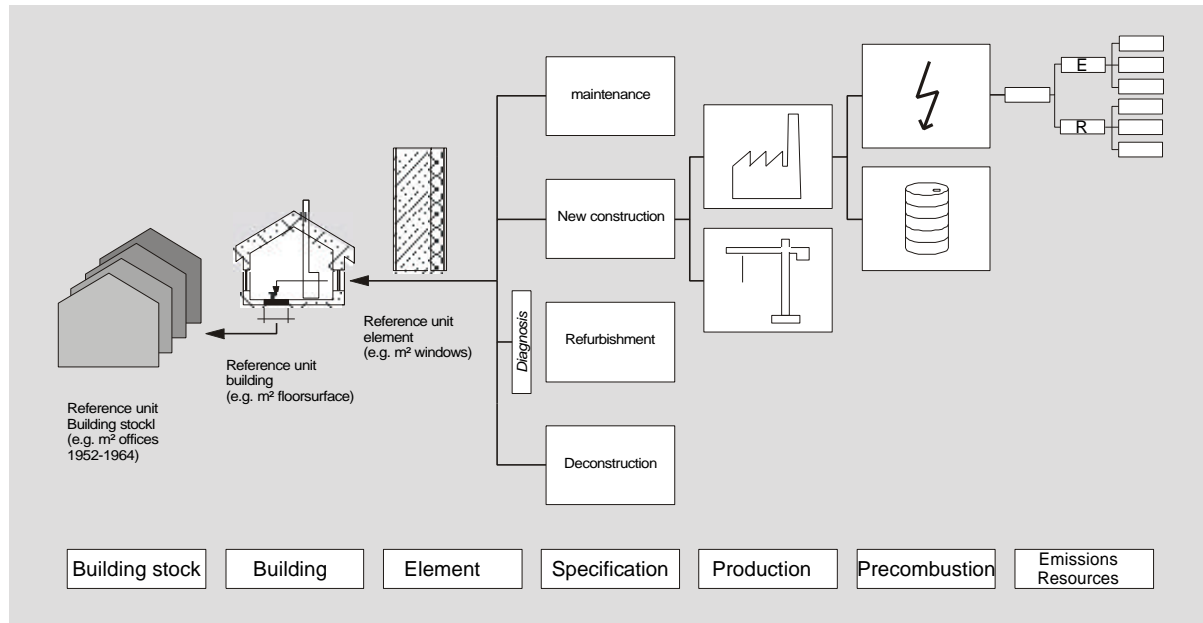 maintenance
New construction
Refurbishment
Deconstruction
Diagnosis
E
R
Reference unit
element
(e.g. m² windows)
Reference unit
building
(e.g. m² floorsurface)
Reference unit
Building stockl
(e.g. m² offices
1952-1964)
Building stock
Building
Element
Specification
Production
Precombustion
Emissions
Resources